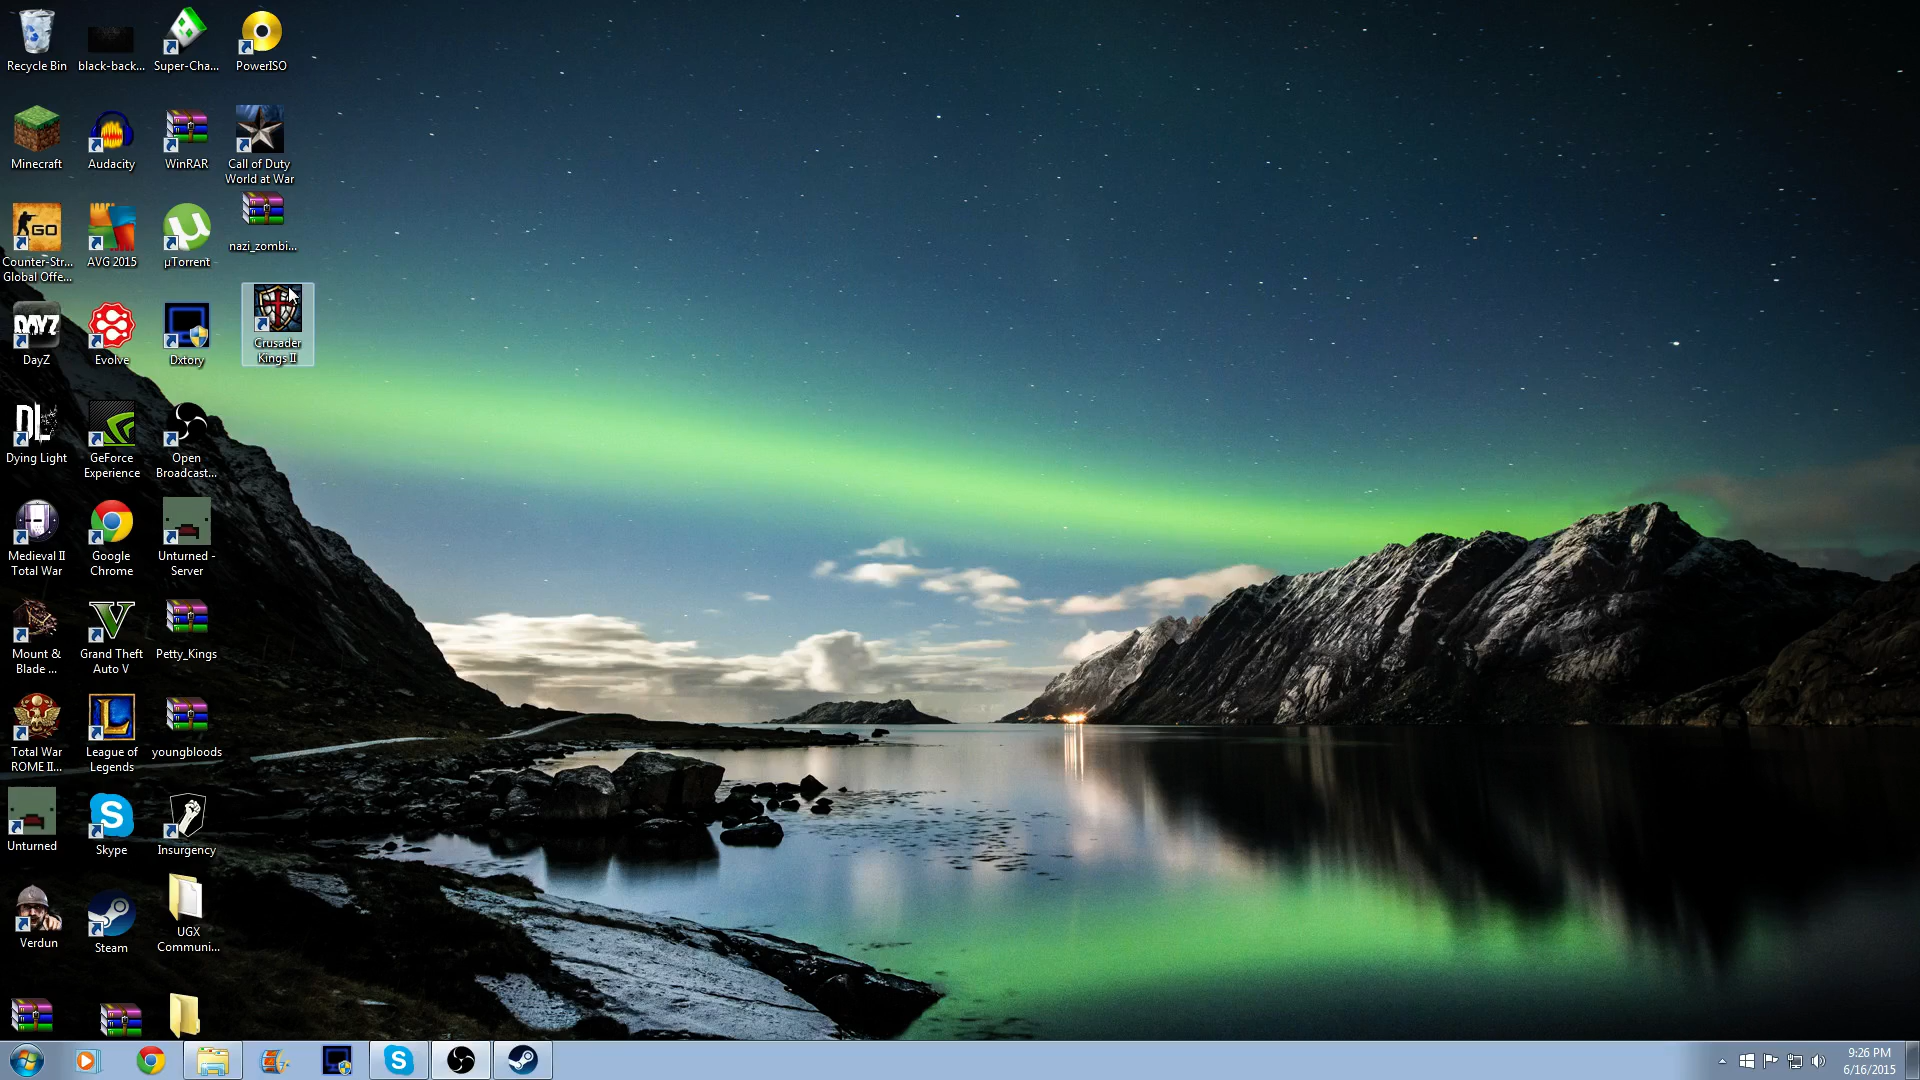 Recycle Bin
black-back...
Super-Cha...
PowerISO
Minecraft
Audacity
WinRAR
Call of Duty
World at War
GO
Counter-Str...
Global Offe...
AVG 2015
µTorrent
nazi_zombi...
DAYZ
DayZ
Evolve
Dxtory
Crusader
Kings II
DL
Dying Light
GeForce
Experience
Open
Broadcast...
Medieval II
Total War
Google
Chrome
Unturned -
Server
Mount &
Blade ...
Grand Theft
Auto V
Petty_Kings
Total War
ROME II...
League of
Legends
youngbloods
Unturned
Skype
Insurgency
Verdun
Steam
UGX
Communi...
9:26 PM
6/16/2015